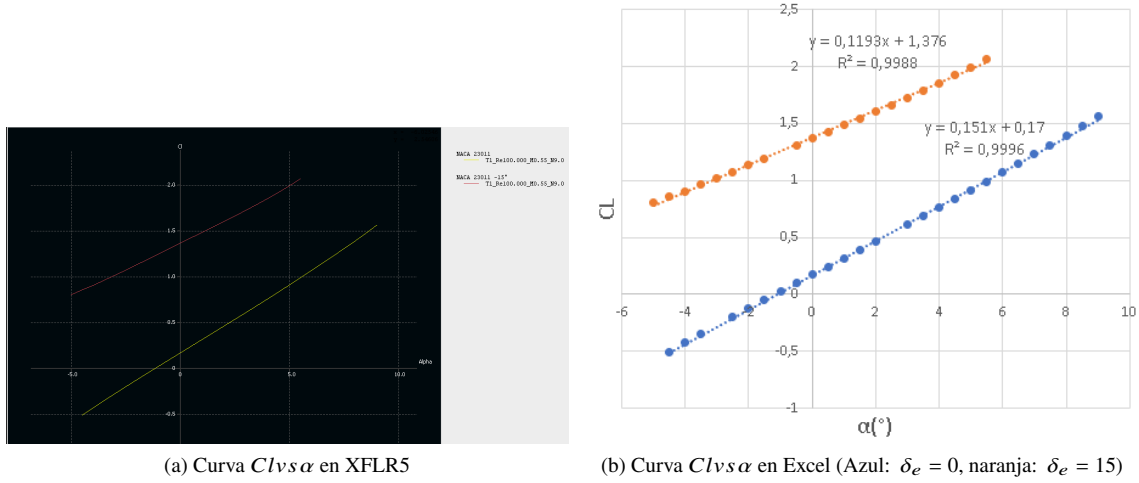 Cl
2.0
1.5
1.0
0.5
Alpha
-5.0
0
5.0
10.0
-0.5
NACA 23011
T1_Re100.000_M0.55_N9.0
NACA 23011 -15°
T1_Re100.000_M0.55_N9.0
(a) Curva Clvsα en XFLR5
2,5
y = 0,1193x + 1,376
R² = 0,9988
2
1,5
y = 0,151x + 0,17
R² = 0,9996
1
CL
0,5
0
-6
-4
-2
0
2
4
6
8
10
-0,5
-1
α(°)
(b) Curva Clvsα en Excel (Azul: δe = 0, naranja: δe = 15)